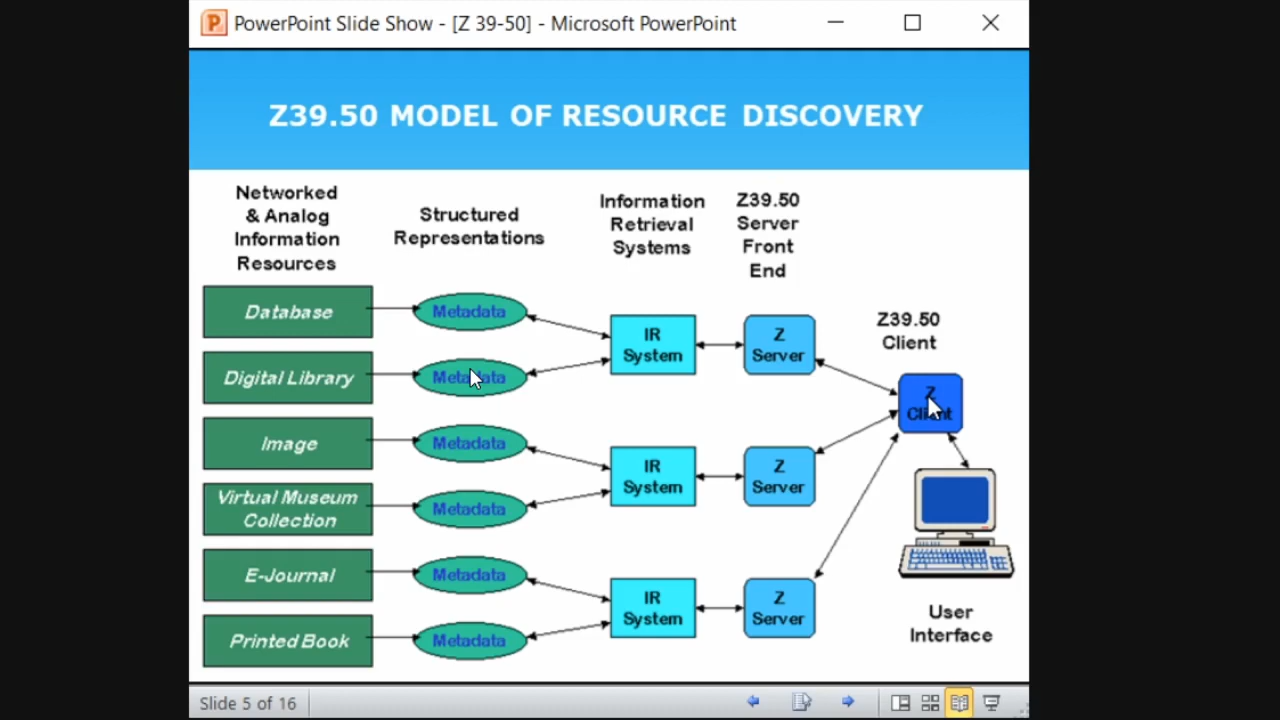 PowerPoint Slide Show - [Z 39-50] - Microsoft PowerPoint
Z39.50 MODEL OF RESOURCE DISCOVERY
Networked
& Analog
Information
Resources
Structured
Representations
Information
Retrieval
Systems
Z39.50
Server
Front
End
Z39.50
Client
Database
Metadata
Digital Library
Metadata
Image
Metadata
Virtual Museum
Collection
Metadata
E-Journal
Metadata
Printed Book
Metadata
IR
System
Z
Server
IR
System
Z
Server
IR
System
Z
Server
Z
Client
User
Interface
Slide 5 of 16